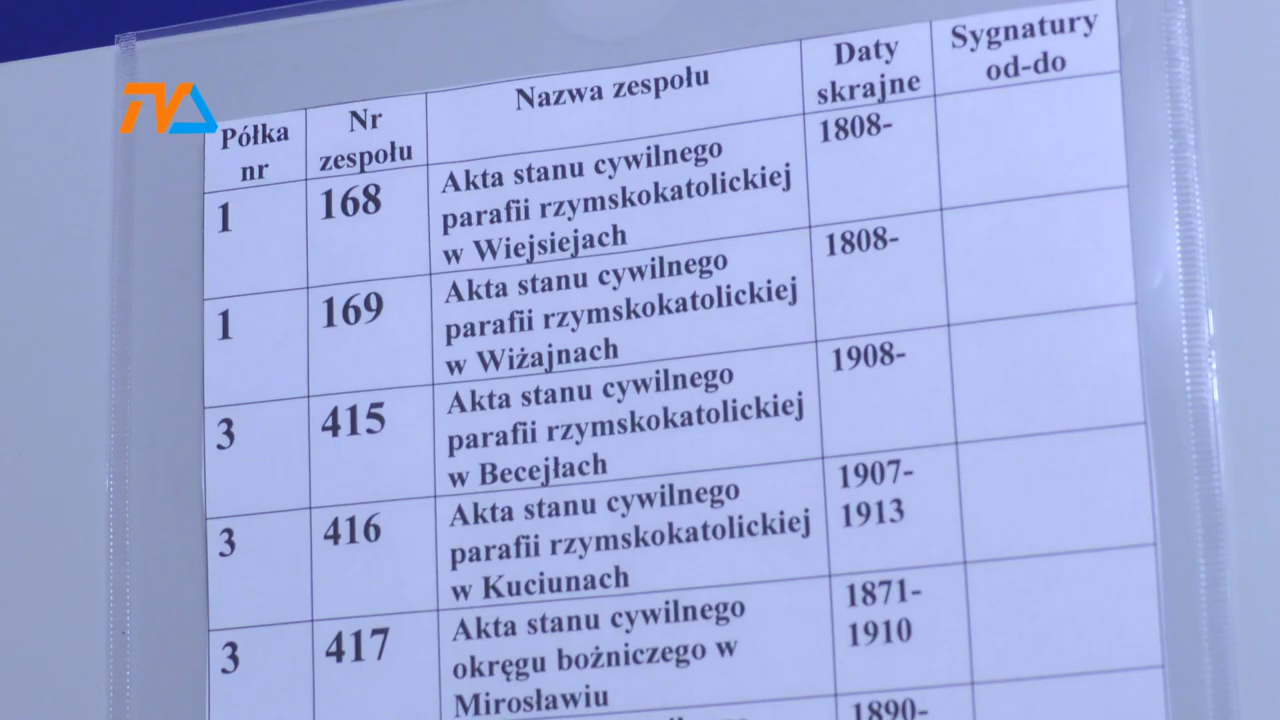 TVA
Półka nr
Nr zespołu
Nazwa zespołu
Daty skrajne
Sygnatury od-do
1
168
Akta stanu cywilnego
parafii rzymskokatolickiej
w Wiejsiejach
1808-
1
169
Akta stanu cywilnego
parafii rzymskokatolickiej
w Wiżajnach
1808-
3
415
Akta stanu cywilnego
parafii rzymskokatolickiej
w Becejłach
1908-
3
416
Akta stanu cywilnego
parafii rzymskokatolickiej
w Kuciunach
1907-
1913
3
417
Akta stanu cywilnego
okręgu bożniczego w
Mirosławiu
1871-
1910
1890-